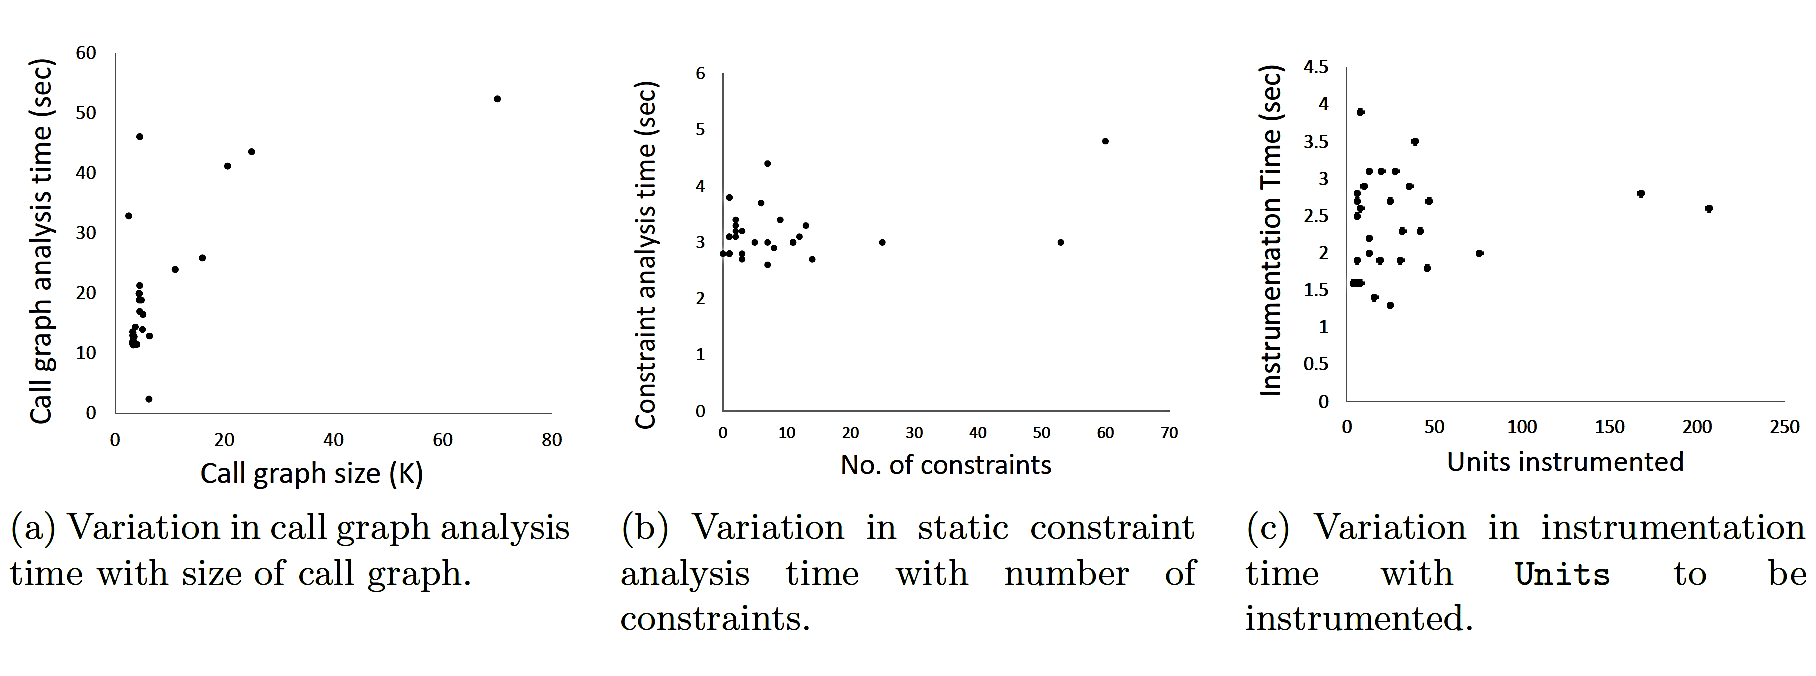 Call graph analysis time (sec)
60
50
40
30
20
10
0
0 20 40 60 80
Call graph size (K)
(a) Variation in call graph analysis
time with size of call graph.
Constraint analysis time (sec)
6
5
4
3
2
1
0
0 10 20 30 40 50 60 70
No. of constraints
(b) Variation in static constraint
analysis time with number of
constraints.
Instrumentation Time (sec)
4.5
4
3.5
3
2.5
2
1.5
1
0.5
0
0 50 100 150 200 250
Units instrumented
(c) Variation in instrumentation
time with Units to be
instrumented.